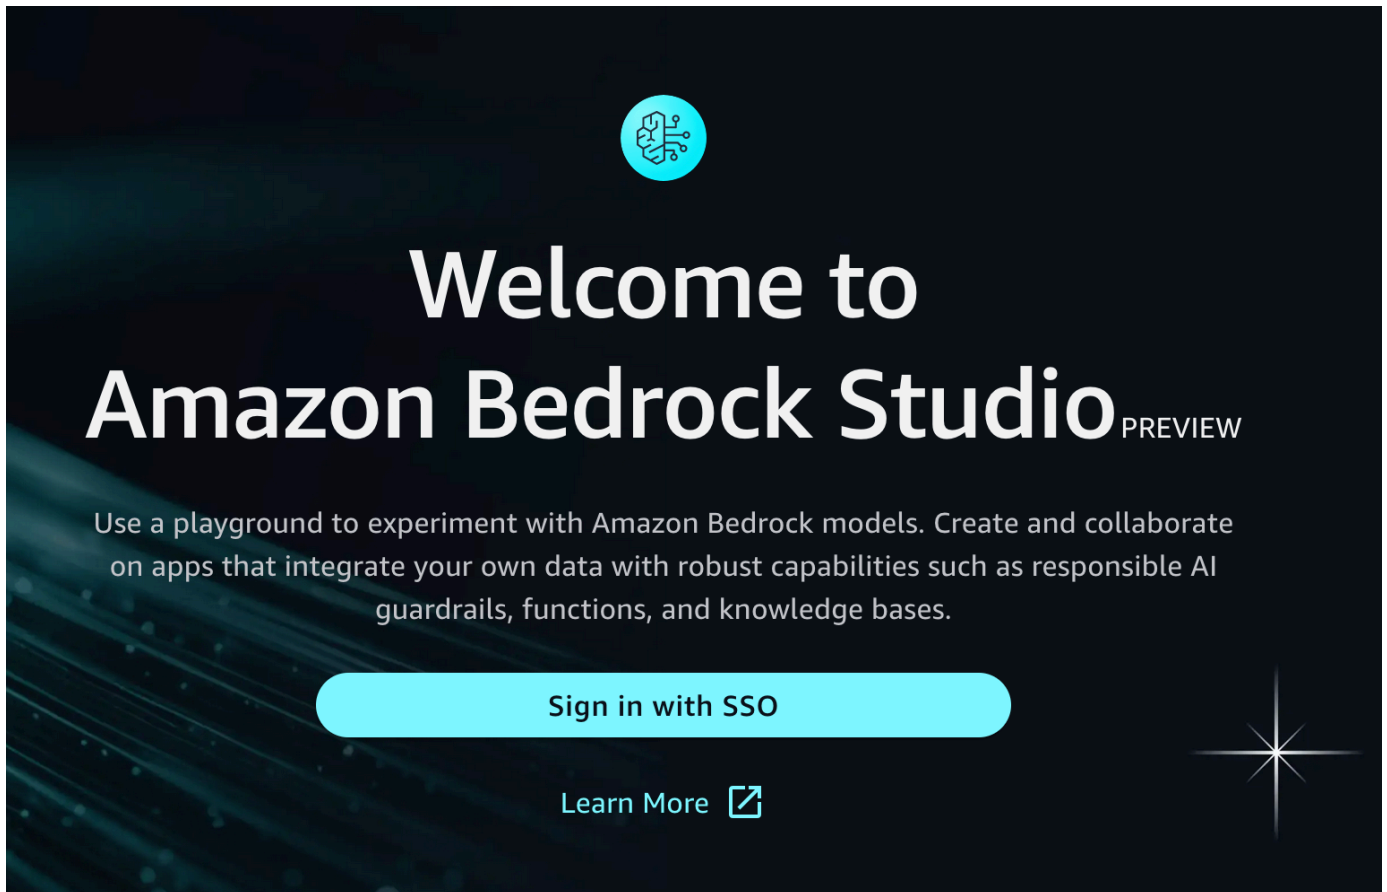 Welcome to
Amazon Bedrock Studio PREVIEW
Use a playground to experiment with Amazon Bedrock models. Create and collaborate
on apps that integrate your own data with robust capabilities such as responsible AI
guardrails, functions, and knowledge bases.
Sign in with SSO
Learn More